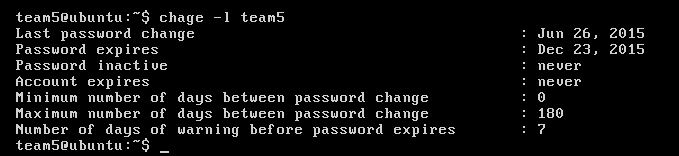 team5@ubuntu:~$ chage -l team5
Last password change : Jun 26, 2015
Password expires : Dec 23, 2015
Password inactive : never
Account expires : never
Minimum number of days between password change : 0
Maximum number of days between password change : 180
Number of days of warning before password expires : 7
team5@ubuntu:~$ _